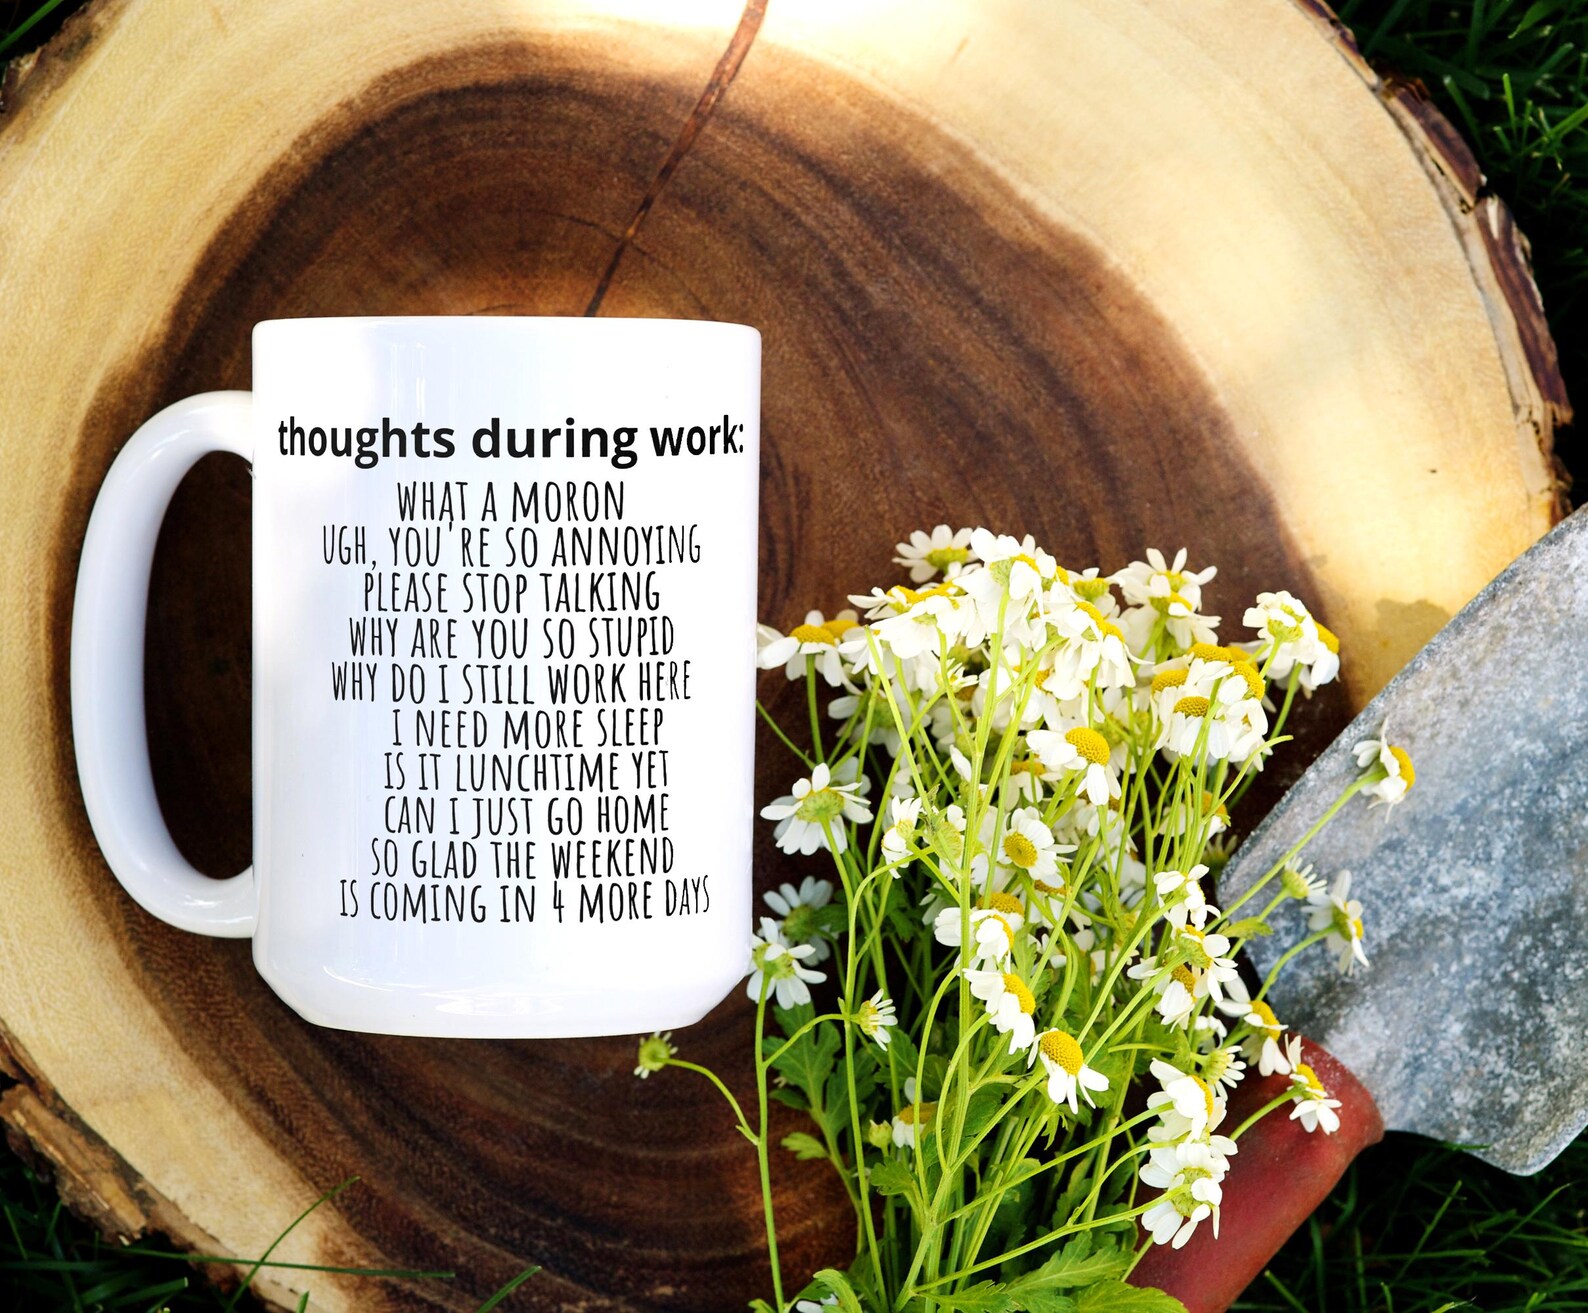 thoughts during work:
WHAT A MORON
UGH, YOU'RE SO ANNOYING
PLEASE STOP TALKING
WHY ARE YOU SO STUPID
WHY DO I STILL WORK HERE
I NEED MORE SLEEP
IS IT LUNCHTIME YET
CAN I JUST GO HOME
SO GLAD THE WEEKEND
IS COMING IN 4 MORE DAYS